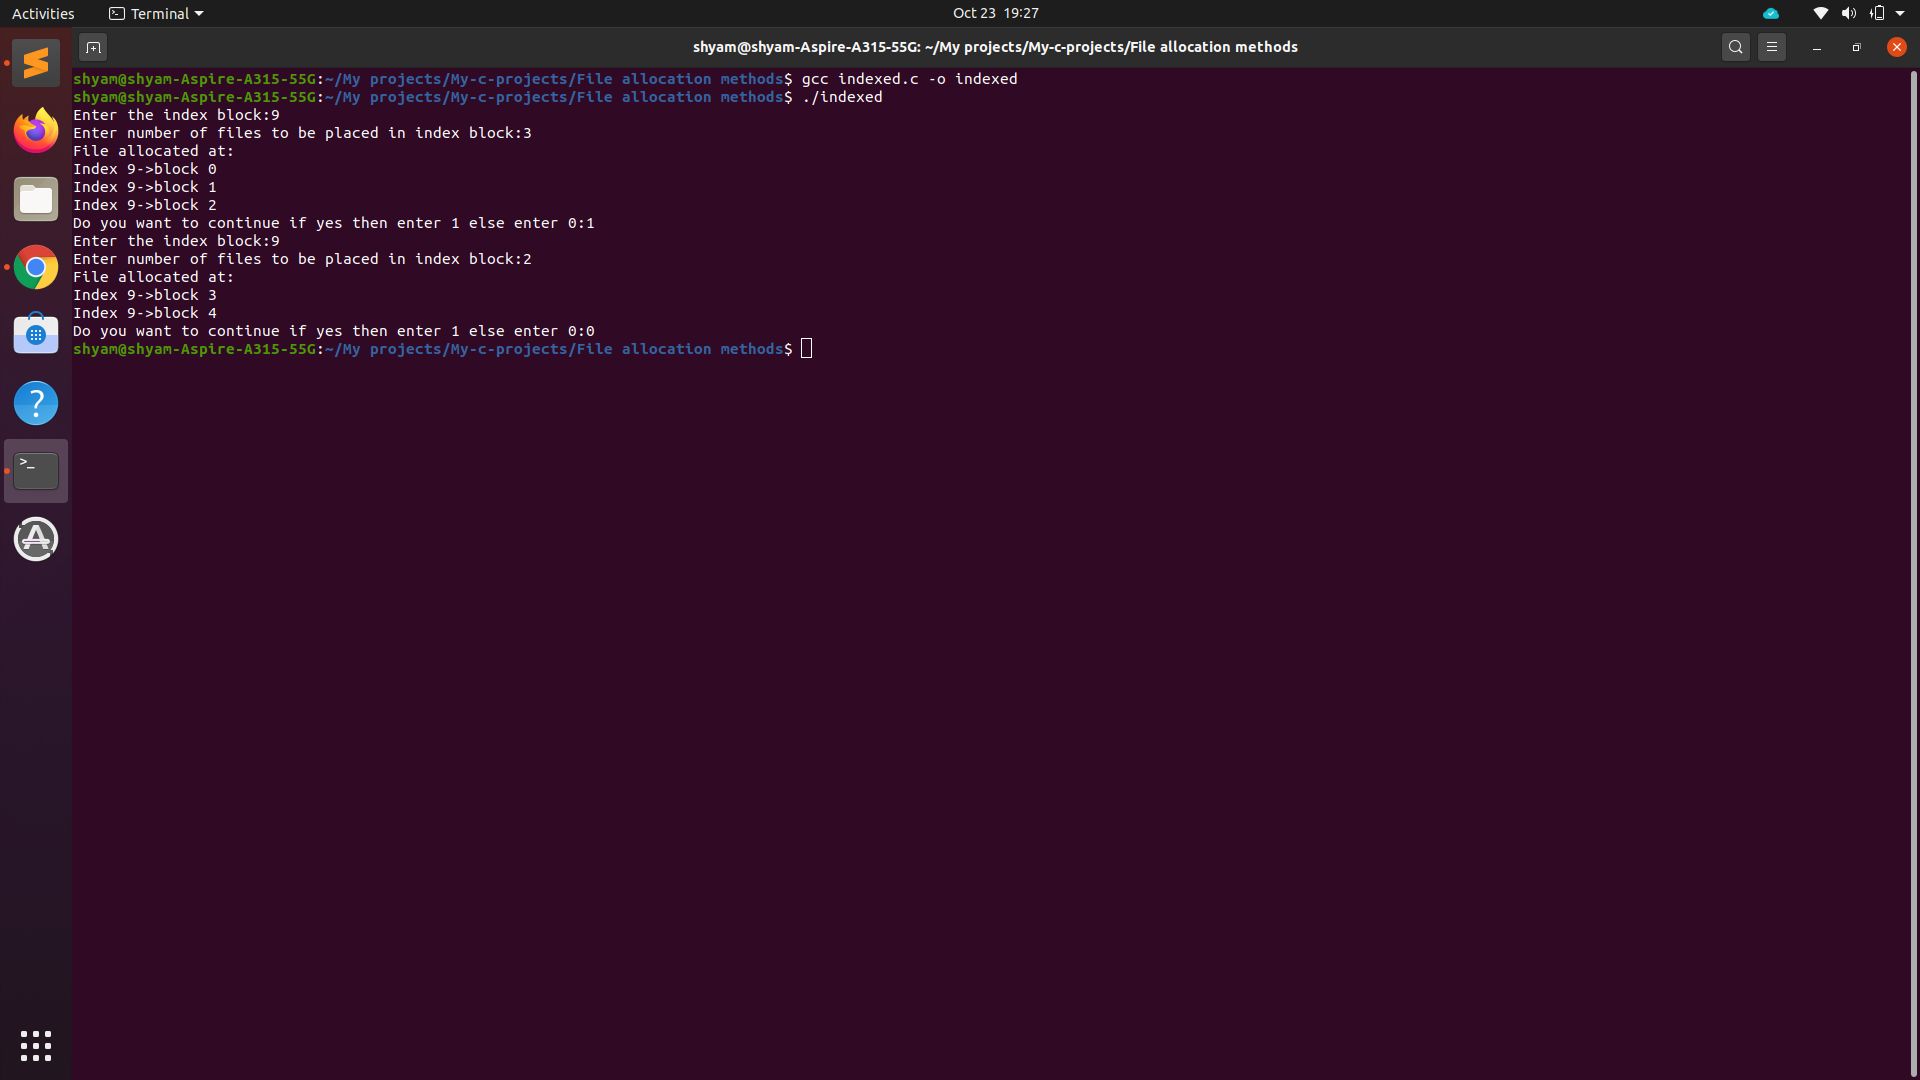 Activities Terminal Oct 23 19:27
shyam@shyam-Aspire-A315-55G: ~/My projects/My-c-projects/File allocation methods
shyam@shyam-Aspire-A315-55G:~/My projects/My-c-projects/File allocation methods$ gcc indexed.c -o indexed
shyam@shyam-Aspire-A315-55G:~/My projects/My-c-projects/File allocation methods$ ./indexed
Enter the index block:9
Enter number of files to be placed in index block:3
File allocated at:
Index 9->block 0
Index 9->block 1
Index 9->block 2
Do you want to continue if yes then enter 1 else enter 0:1
Enter the index block:9
Enter number of files to be placed in index block:2
File allocated at:
Index 9->block 3
Index 9->block 4
Do you want to continue if yes then enter 1 else enter 0:0
shyam@shyam-Aspire-A315-55G:~/My projects/My-c-projects/File allocation methods$